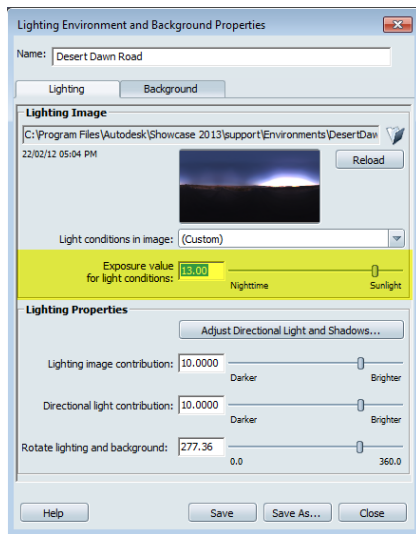 Lighting Environment and Background Properties
Name: Desert Dawn Road
Lighting Background
Lighting Image
C:\Program Files\Autodesk\Showcase 2013\support\Environments\DesertDaw
22/02/12 05:04 PM
Reload
Light conditions in image: (Custom)
Exposure value
for light conditions: 13.00
Nighttime Sunlight
Lighting Properties
Adjust Directional Light and Shadows...
Lighting image contribution: 10.0000
Darker Brighter
Directional light contribution: 10.0000
Darker Brighter
Rotate lighting and background: 277.36
0.0 360.0
Help Save Save As... Close